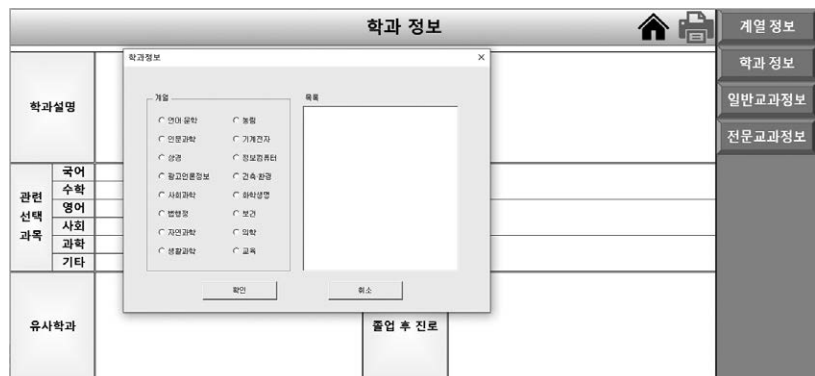 학과 정보
계열 정보
학과 정보
일반교과정보
전문교과정보
학과설명
관련
선택
과목
국어
수학
영어
사회
과학
기타
유사학과
졸업 후 진로
학과정보
계열
언어·문학
농림
인문과학
기계전자
상경
정보컴퓨터
광고언론정보
건축·환경
사회과학
화학생명
법행정
보건
자연과학
의학
생활과학
교육
목록
확인
취소